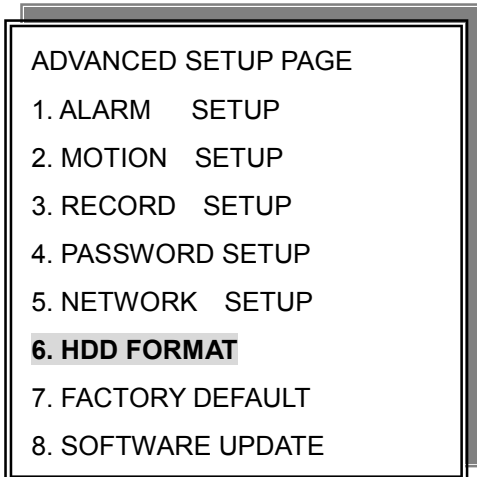 ADVANCED SETUP PAGE
1. ALARM SETUP
2. MOTION SETUP
3. RECORD SETUP
4. PASSWORD SETUP
5. NETWORK SETUP
6. HDD FORMAT
7. FACTORY DEFAULT
8. SOFTWARE UPDATE